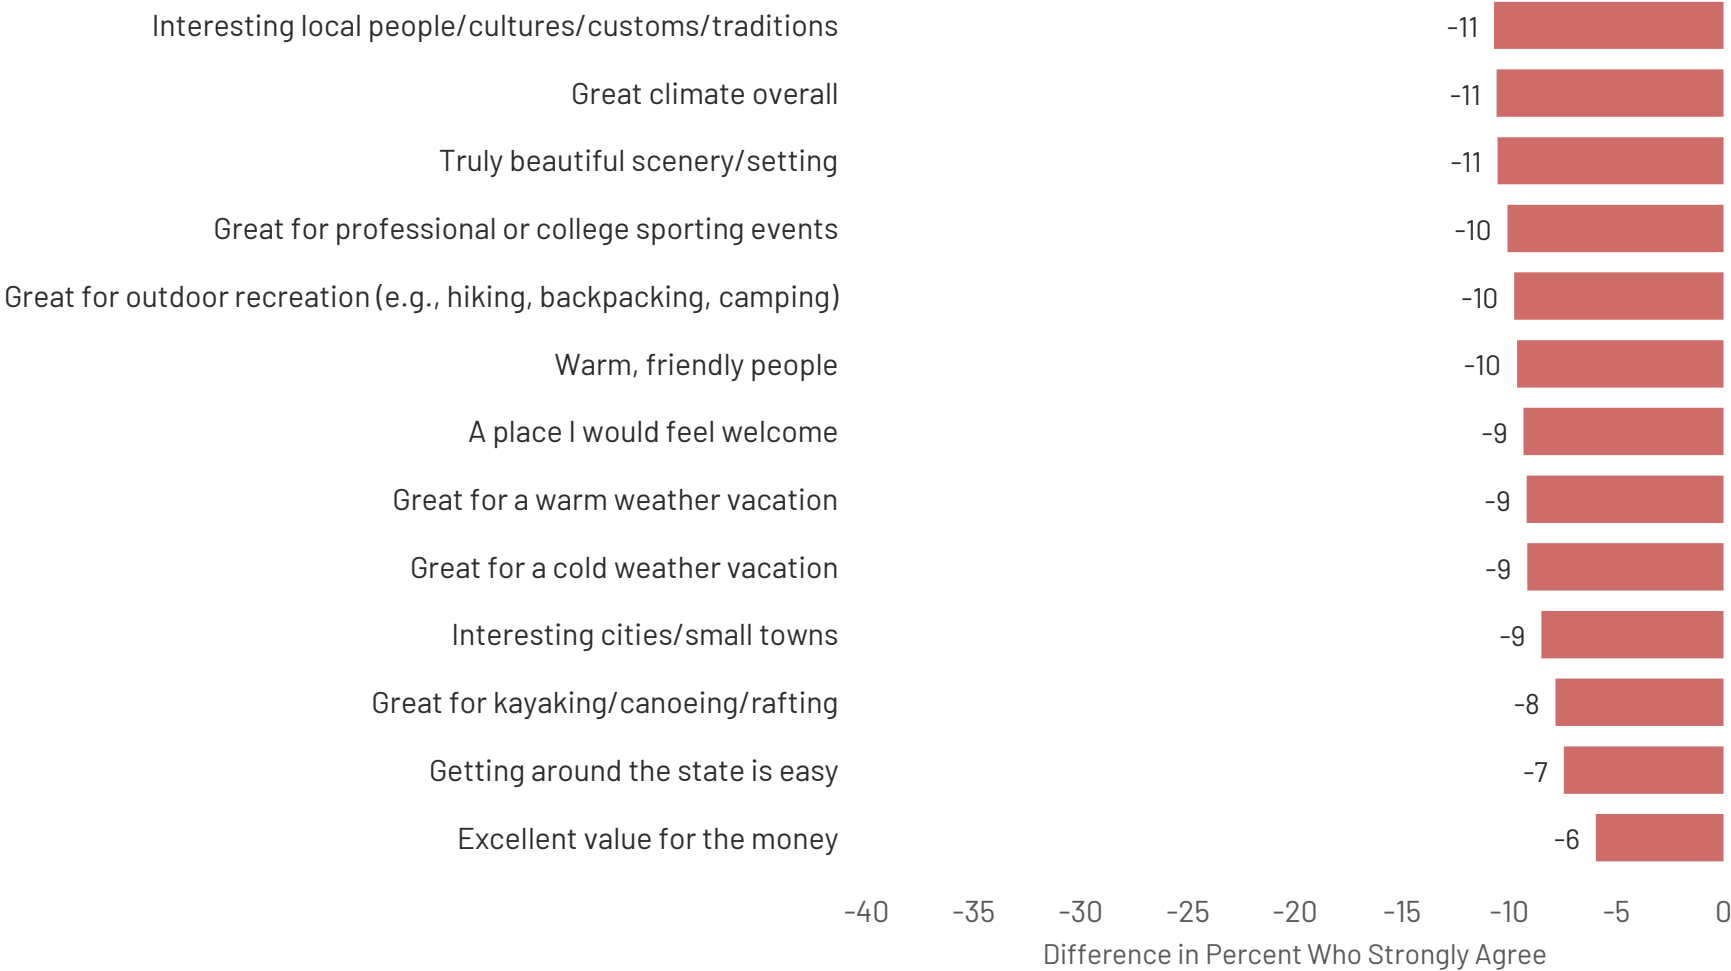 Interesting local people/cultures/customs/traditions -11
Great climate overall -11
Truly beautiful scenery/setting -11
Great for professional or college sporting events -10
Great for outdoor recreation (e.g., hiking, backpacking, camping) -10
Warm, friendly people -10
A place I would feel welcome -9
Great for a warm weather vacation -9
Great for a cold weather vacation -9
Interesting cities/small towns -9
Great for kayaking/canoeing/rafting -8
Getting around the state is easy -7
Excellent value for the money -6
-40 -35 -30 -25 -20 -15 -10 -5 0
Difference in Percent Who Strongly Agree